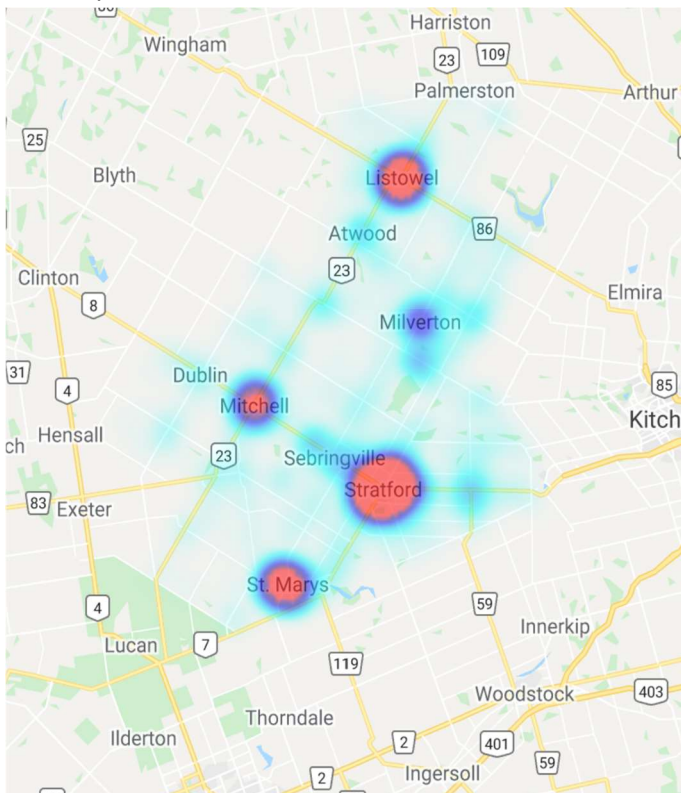 Harriston
Wingham
23
109
Palmerston
Arthur
25
Listowel
Blyth
86
Atwood
23
Clinton
Elmira
8
Milverton
31
Dublin
85
4
Mitchell
Kitch
ch
Hensall
23
Sebringville
Stratford
83
Exeter
St. Marys
4
59
Innerkip
7
Lucan
119
Woodstock
403
Thorndale
Ilderton
2
401
59
2
Ingersoll